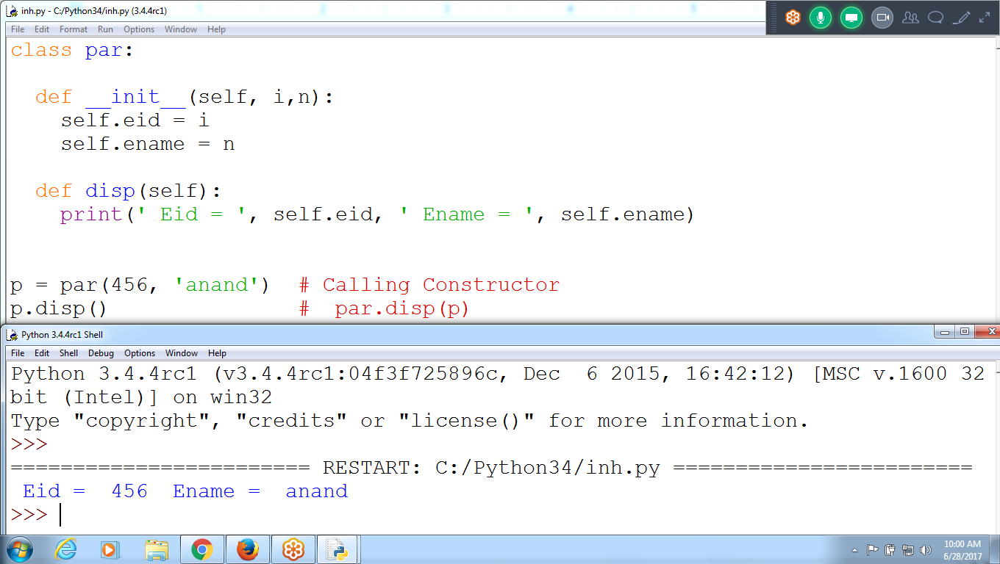 inh.py - C:/Python34/inh.py (3.4.4rc1)
File Edit Format Run Options Window Help
class par:
  def __init__(self, i,n):
    self.eid = i
    self.ename = n
  def disp(self):
    print(' Eid = ', self.eid, ' Ename = ', self.ename)
p = par(456, 'anand')  # Calling Constructor
p.disp()               #  par.disp(p)
Python 3.4.4rc1 Shell
File Edit Shell Debug Options Window Help
Python 3.4.4rc1 (v3.4.4rc1:04f3f725896c, Dec  6 2015, 16:42:12) [MSC v.1600 32
bit (Intel)] on win32
Type "copyright", "credits" or "license()" for more information.
>>>
======================== RESTART: C:/Python34/inh.py ========================
 Eid =  456  Ename =  anand
>>>
10:00 AM
6/28/2017